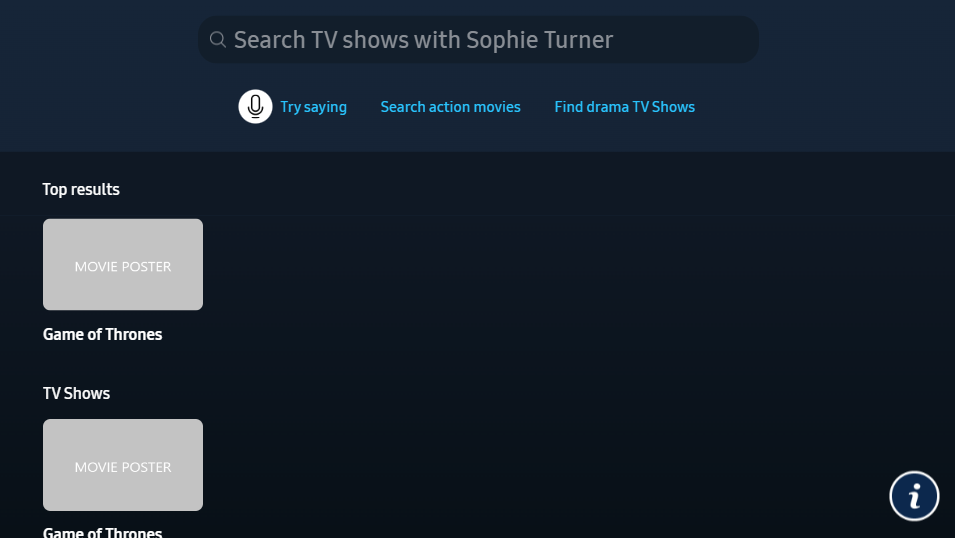 Search TV shows with Sophie Turner
Try saying Search action movies Find drama TV Shows
Top results
MOVIE POSTER
Game of Thrones
TV Shows
MOVIE POSTER
Game of Thrones
i